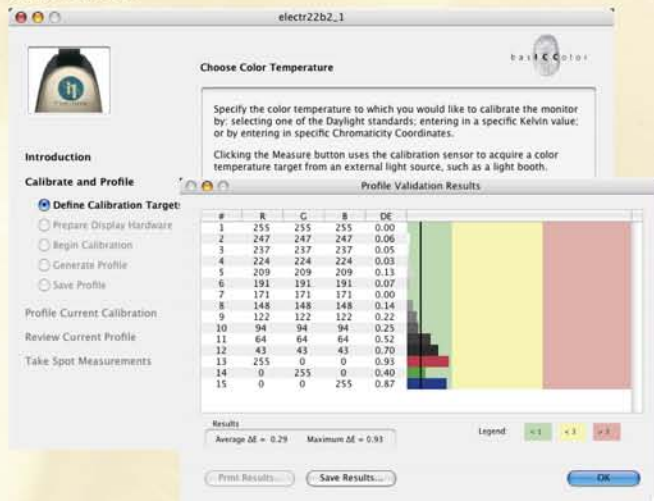 electr22b2_1
basICColor
Choose Color Temperature
Specify the color temperature to which you would like to calibrate the monitor
by: selecting one of the Daylight standards; entering in a specific Kelvin value;
or by entering in specific Chromaticity Coordinates.
Clicking the Measure button uses the calibration sensor to acquire a color
temperature target from an external light source, such as a light booth.
Introduction
Calibrate and Profile
Define Calibration Target
Prepare Display Hardware
Begin Calibration
Generate Profile
Save Profile
Profile Current Calibration
Review Current Profile
Take Spot Measurements
Profile Validation Results
# R G B DE
1 255 255 255 0.00
2 247 247 247 0.06
3 237 237 237 0.05
4 224 224 224 0.03
5 209 209 209 0.13
6 191 191 191 0.07
7 171 171 171 0.00
8 148 148 148 0.14
9 122 122 122 0.22
10 94 94 94 0.25
11 64 64 64 0.52
12 43 43 43 0.70
13 255 0 0 0.93
14 0 255 0 0.40
15 0 0 255 0.87
Results
Average ΔE = 0.29 Maximum ΔE = 0.93
Legend: < 1 < 3 > 3
Print Results... Save Results... OK